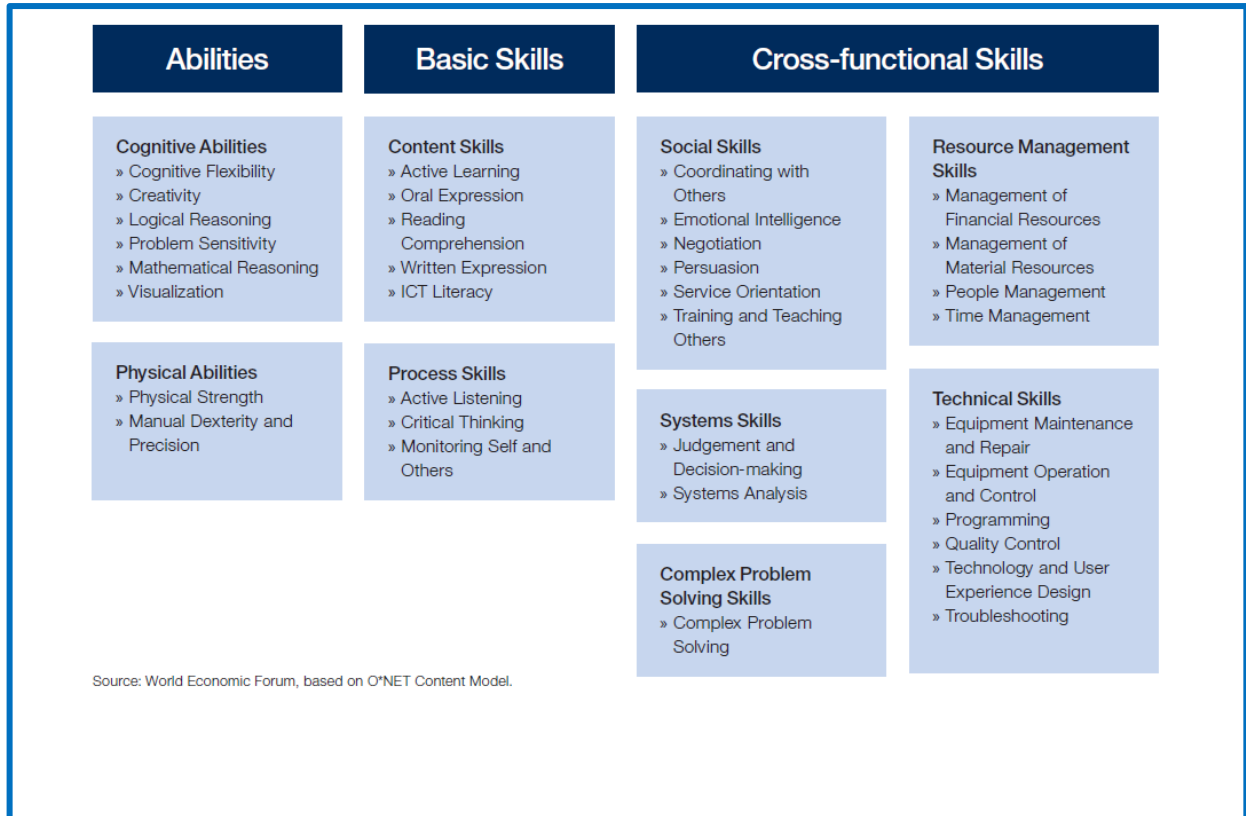 Abilities
Cognitive Abilities
» Cognitive Flexibility
» Creativity
» Logical Reasoning
» Problem Sensitivity
» Mathematical Reasoning
» Visualization
Physical Abilities
» Physical Strength
» Manual Dexterity and
Precision
Basic Skills
Content Skills
» Active Learning
» Oral Expression
» Reading
Comprehension
» Written Expression
» ICT Literacy
Process Skills
» Active Listening
» Critical Thinking
» Monitoring Self and
Others
Cross-functional Skills
Social Skills
» Coordinating with
Others
» Emotional Intelligence
» Negotiation
» Persuasion
» Service Orientation
» Training and Teaching
Others
Systems Skills
» Judgement and
Decision-making
» Systems Analysis
Complex Problem
Solving Skills
» Complex Problem
Solving
Resource Management
Skills
» Management of
Financial Resources
» Management of
Material Resources
» People Management
» Time Management
Technical Skills
» Equipment Maintenance
and Repair
» Equipment Operation
and Control
» Programming
» Quality Control
» Technology and User
Experience Design
» Troubleshooting
Source: World Economic Forum, based on O*NET Content Model.